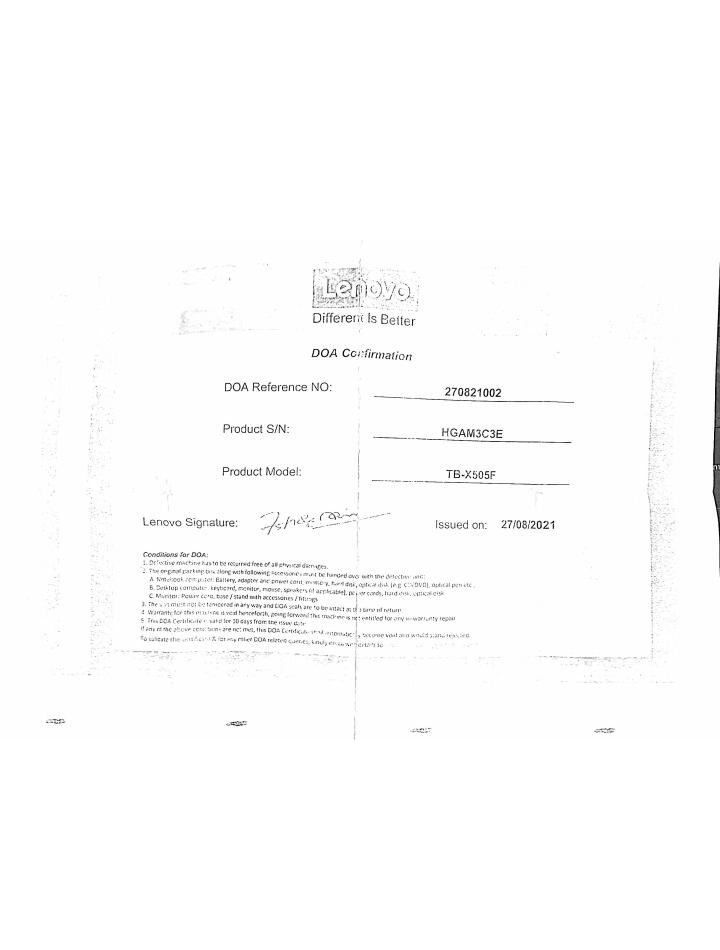 Lenovo
Different Is Better
DOA Confirmation
DOA Reference NO: 270821002
Product S/N: HGAM3C3E
Product Model: TB-X505F
Lenovo Signature: Issued on: 27/08/2021
Conditions for DOA:
1. Defective machine has to be returned free of all physical damages.
2. The original packing box along with following accessories must be handed over with the defective unit:
A. Notebook computer: Battery, adapter and power cord, memory, hard disk, optical disk (e.g. CD/DVD), optical pen etc.,
B. Desktop computer, keyboard, monitor, mouse, speakers (if applicable), power cords, hard disk, optical disk
C. Monitor: Power cord, base / stand with accessories / fittings
3. The unit must not be tampered in any way and DOA seals are to be intact at the time of return
4. Warranty for this machine is void henceforth, going forward this machine is not entitled for any in-warranty repair
5. This DOA Certificate is valid for 10 days from the issue date
If any of the above conditions are not met, this DOA Certificate shall automatically become void and would stand rejected.
To validate this certificate & for any other DOA related queries, kindly